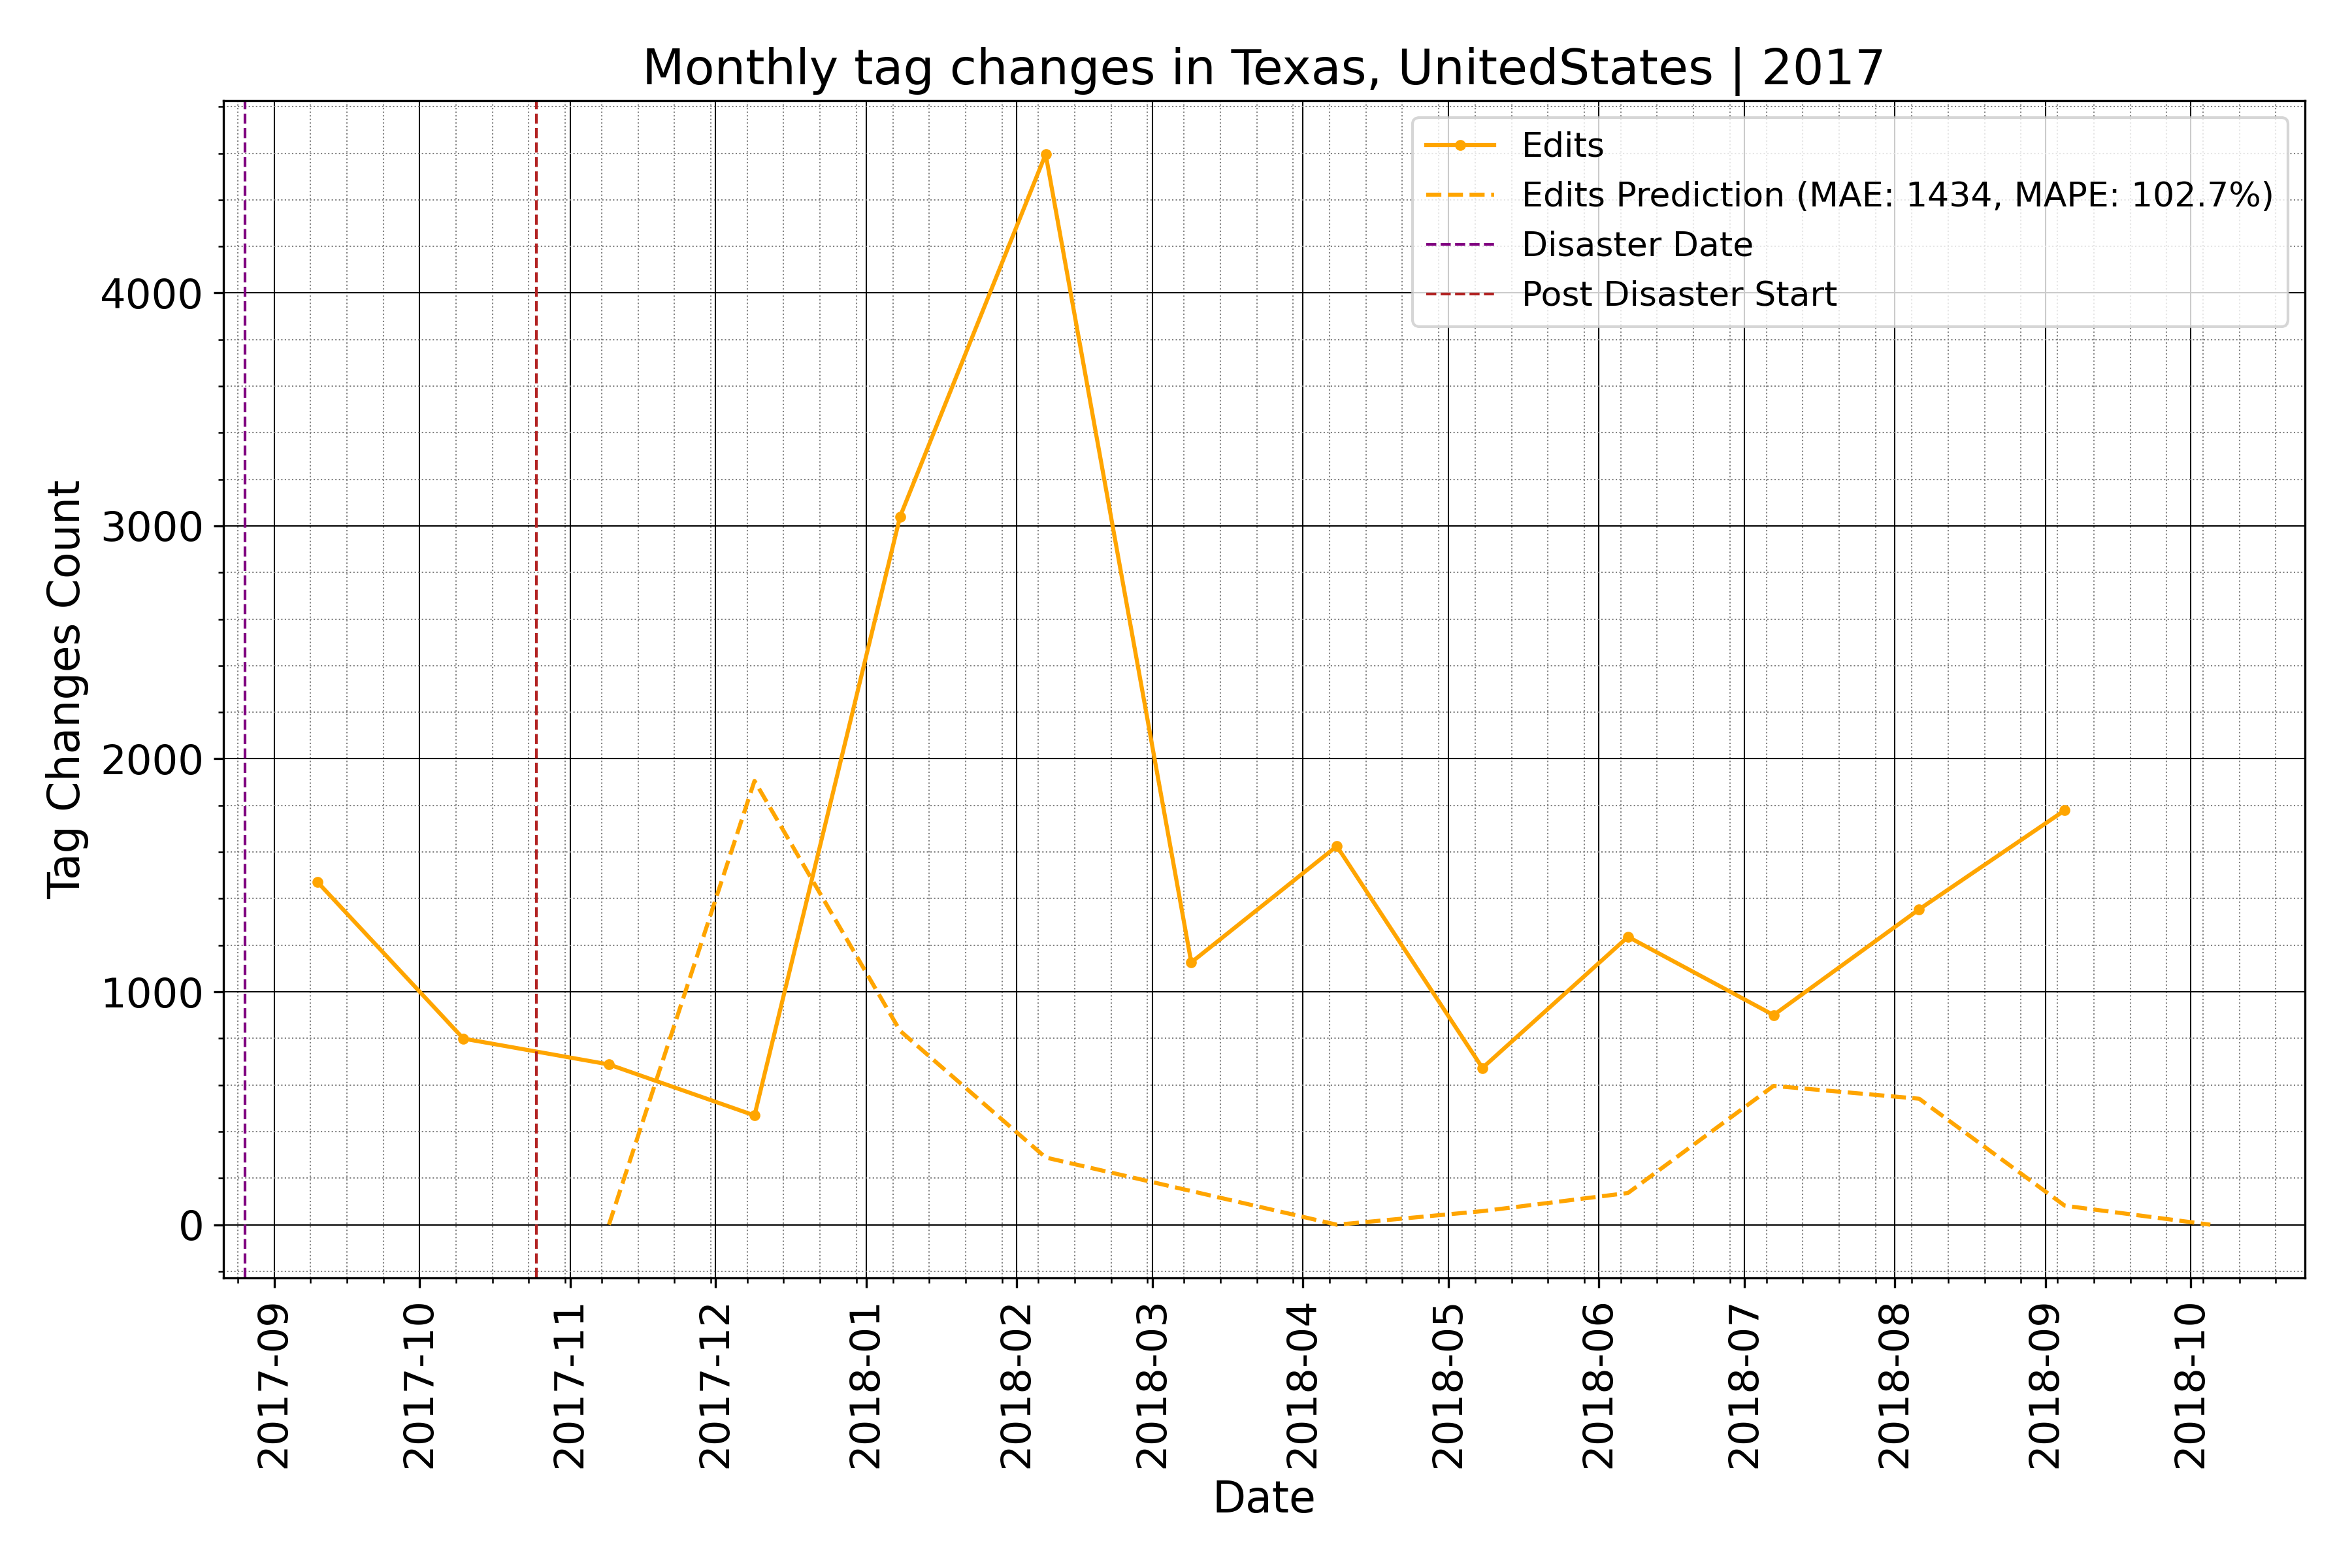 Monthly tag changes in Texas, UnitedStates | 2017
Edits
Edits Prediction (MAE: 1434, MAPE: 102.7%)
Disaster Date
Post Disaster Start
Tag Changes Count
4000
3000
2000
1000
0
2017-09
2017-10
2017-11
2017-12
2018-01
2018-02
2018-03
2018-04
2018-05
2018-06
2018-07
2018-08
2018-09
2018-10
Date